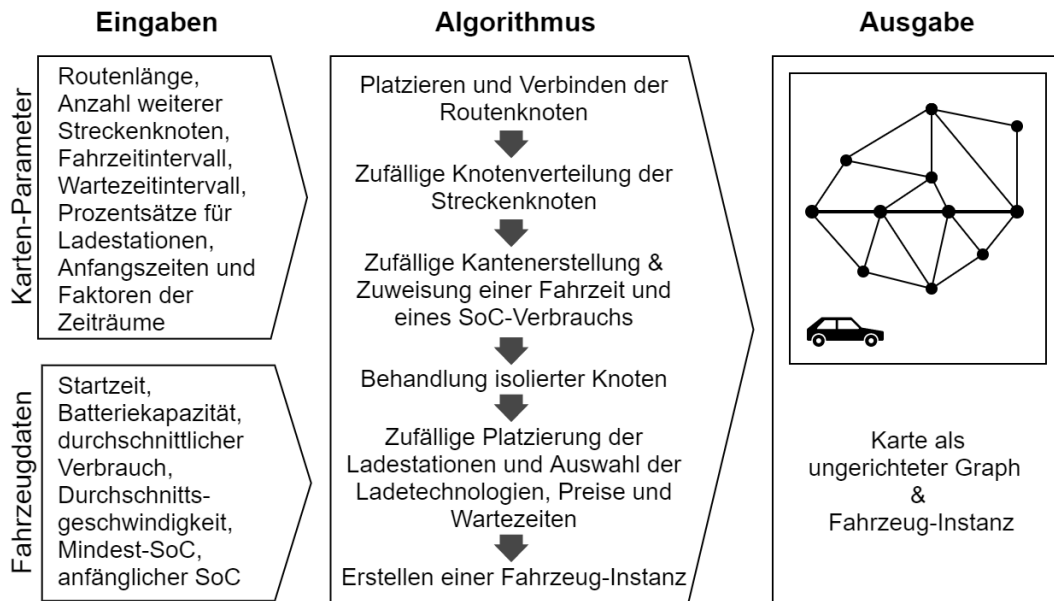 Eingaben
Algorithmus
Ausgabe
Karten-Parameter
Routenlänge,
Anzahl weiterer
Streckenknoten,
Fahrzeitintervall,
Wartezeitintervall,
Prozentsätze für
Ladestationen,
Anfangszeiten und
Faktoren der
Zeiträume
Fahrzeugdaten
Startzeit,
Batteriekapazität,
durchschnittlicher
Verbrauch,
Durchschnitts-
geschwindigkeit,
Mindest-SoC,
anfänglicher SoC
Platzieren und Verbinden der
Routenknoten
Zufällige Knotenverteilung der
Streckenknoten
Zufällige Kantenerstellung &
Zuweisung einer Fahrzeit und
eines SoC-Verbrauchs
Behandlung isolierter Knoten
Zufällige Platzierung der
Ladestationen und Auswahl der
Ladetechnologien, Preise und
Wartezeiten
Erstellen einer Fahrzeug-Instanz
Karte als
ungerichteter Graph
&
Fahrzeug-Instanz